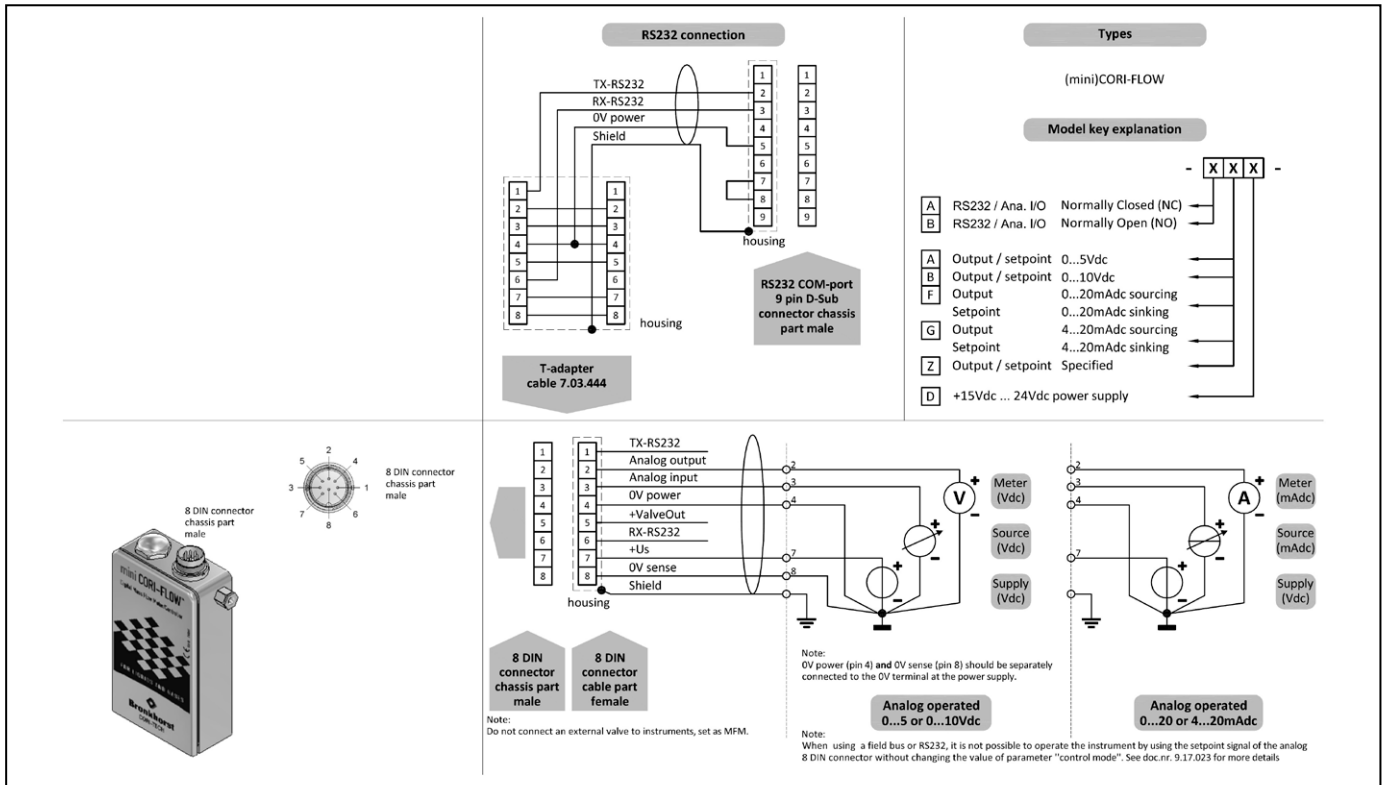 RS232 connection
TX-RS232
RX-RS232
0V power
Shield
1
2
3
4
5
6
7
8
9
1
2
3
4
5
6
7
8
9
housing
1
2
3
4
5
6
7
8
1
2
3
4
5
6
7
8
housing
RS232 COM-port
9 pin D-Sub
connector chassis
part male
T-adapter
cable 7.03.444
Types
(mini)CORI-FLOW
Model key explanation
- X X X -
A RS232 / Ana. I/O Normally Closed (NC)
B RS232 / Ana. I/O Normally Open (NO)
A Output / setpoint 0...5Vdc
B Output / setpoint 0...10Vdc
F Output 0...20mAdc sourcing
Setpoint 0...20mAdc sinking
G Output 4...20mAdc sourcing
Setpoint 4...20mAdc sinking
Z Output / setpoint Specified
D +15Vdc ... 24Vdc power supply
2
5 4
3 1
7 6
8
8 DIN connector
chassis part
male
8 DIN connector
chassis part
male
mini CORI-FLOW™
Bronkhorst
CORI-TECH
1
2
3
4
5
6
7
8
1
2
3
4
5
6
7
8
TX-RS232
Analog output
Analog input
0V power
+ValveOut
RX-RS232
+Us
0V sense
Shield
housing
8 DIN
connector
chassis part
male
8 DIN
connector
cable part
female
Note:
Do not connect an external valve to instruments, set as MFM.
2
3
4
7
8
V
+
-
+
-
+
-
Meter
(Vdc)
Source
(Vdc)
Supply
(Vdc)
Note:
0V power (pin 4) and 0V sense (pin 8) should be separately
connected to the 0V terminal at the power supply.
Analog operated
0...5 or 0...10Vdc
2
3
4
7
A
+
-
+
-
+
-
Meter
(mAdc)
Source
(mAdc)
Supply
(Vdc)
Analog operated
0...20 or 4...20mAdc
Note:
When using a field bus or RS232, it is not possible to operate the instrument by using the setpoint signal of the analog
8 DIN connector without changing the value of parameter "control mode". See doc.nr. 9.17.023 for more details